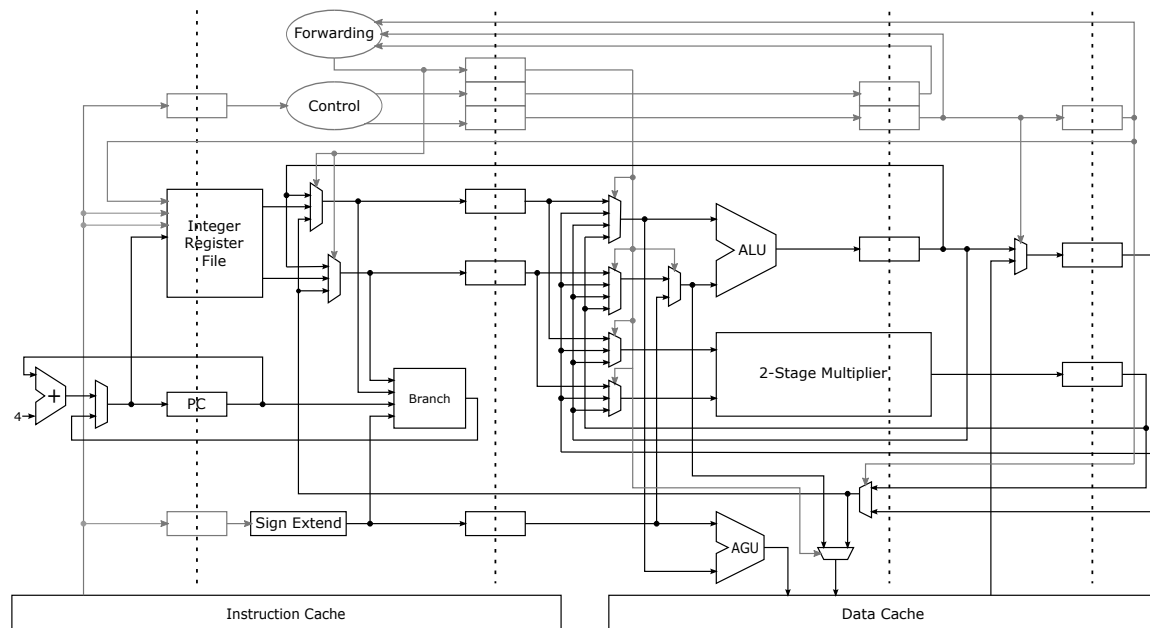 Forwarding
Control
Integer
Register
File
ALU
2-Stage Multiplier
+
4
PC
Branch
Sign Extend
AGU
Instruction Cache
Data Cache